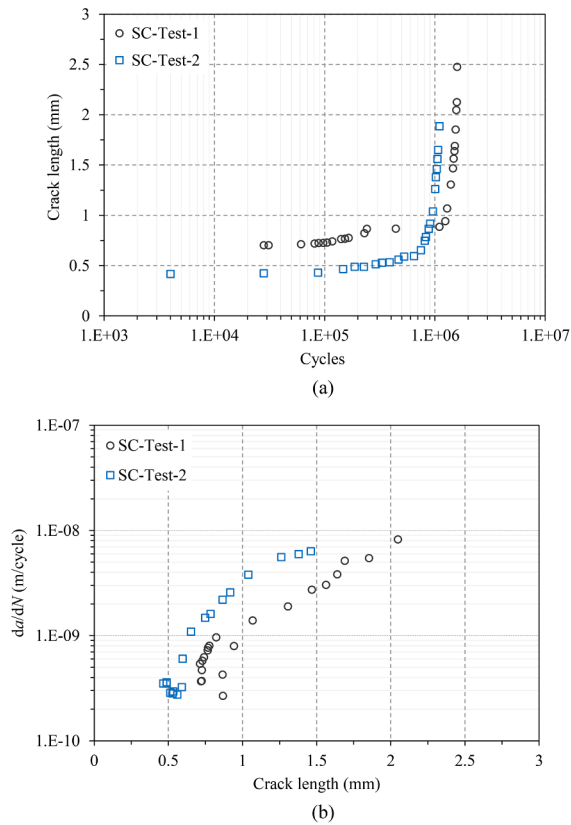 3
2.5
2
1.5
1
0.5
0
Crack length (mm)
SC-Test-1
SC-Test-2
1.E+03
1.E+04
1.E+05
1.E+06
1.E+07
Cycles
(a)
1.E-07
1.E-08
1.E-09
1.E-10
da/dN (m/cycle)
SC-Test-1
SC-Test-2
0
0.5
1
1.5
2
2.5
3
Crack length (mm)
(b)